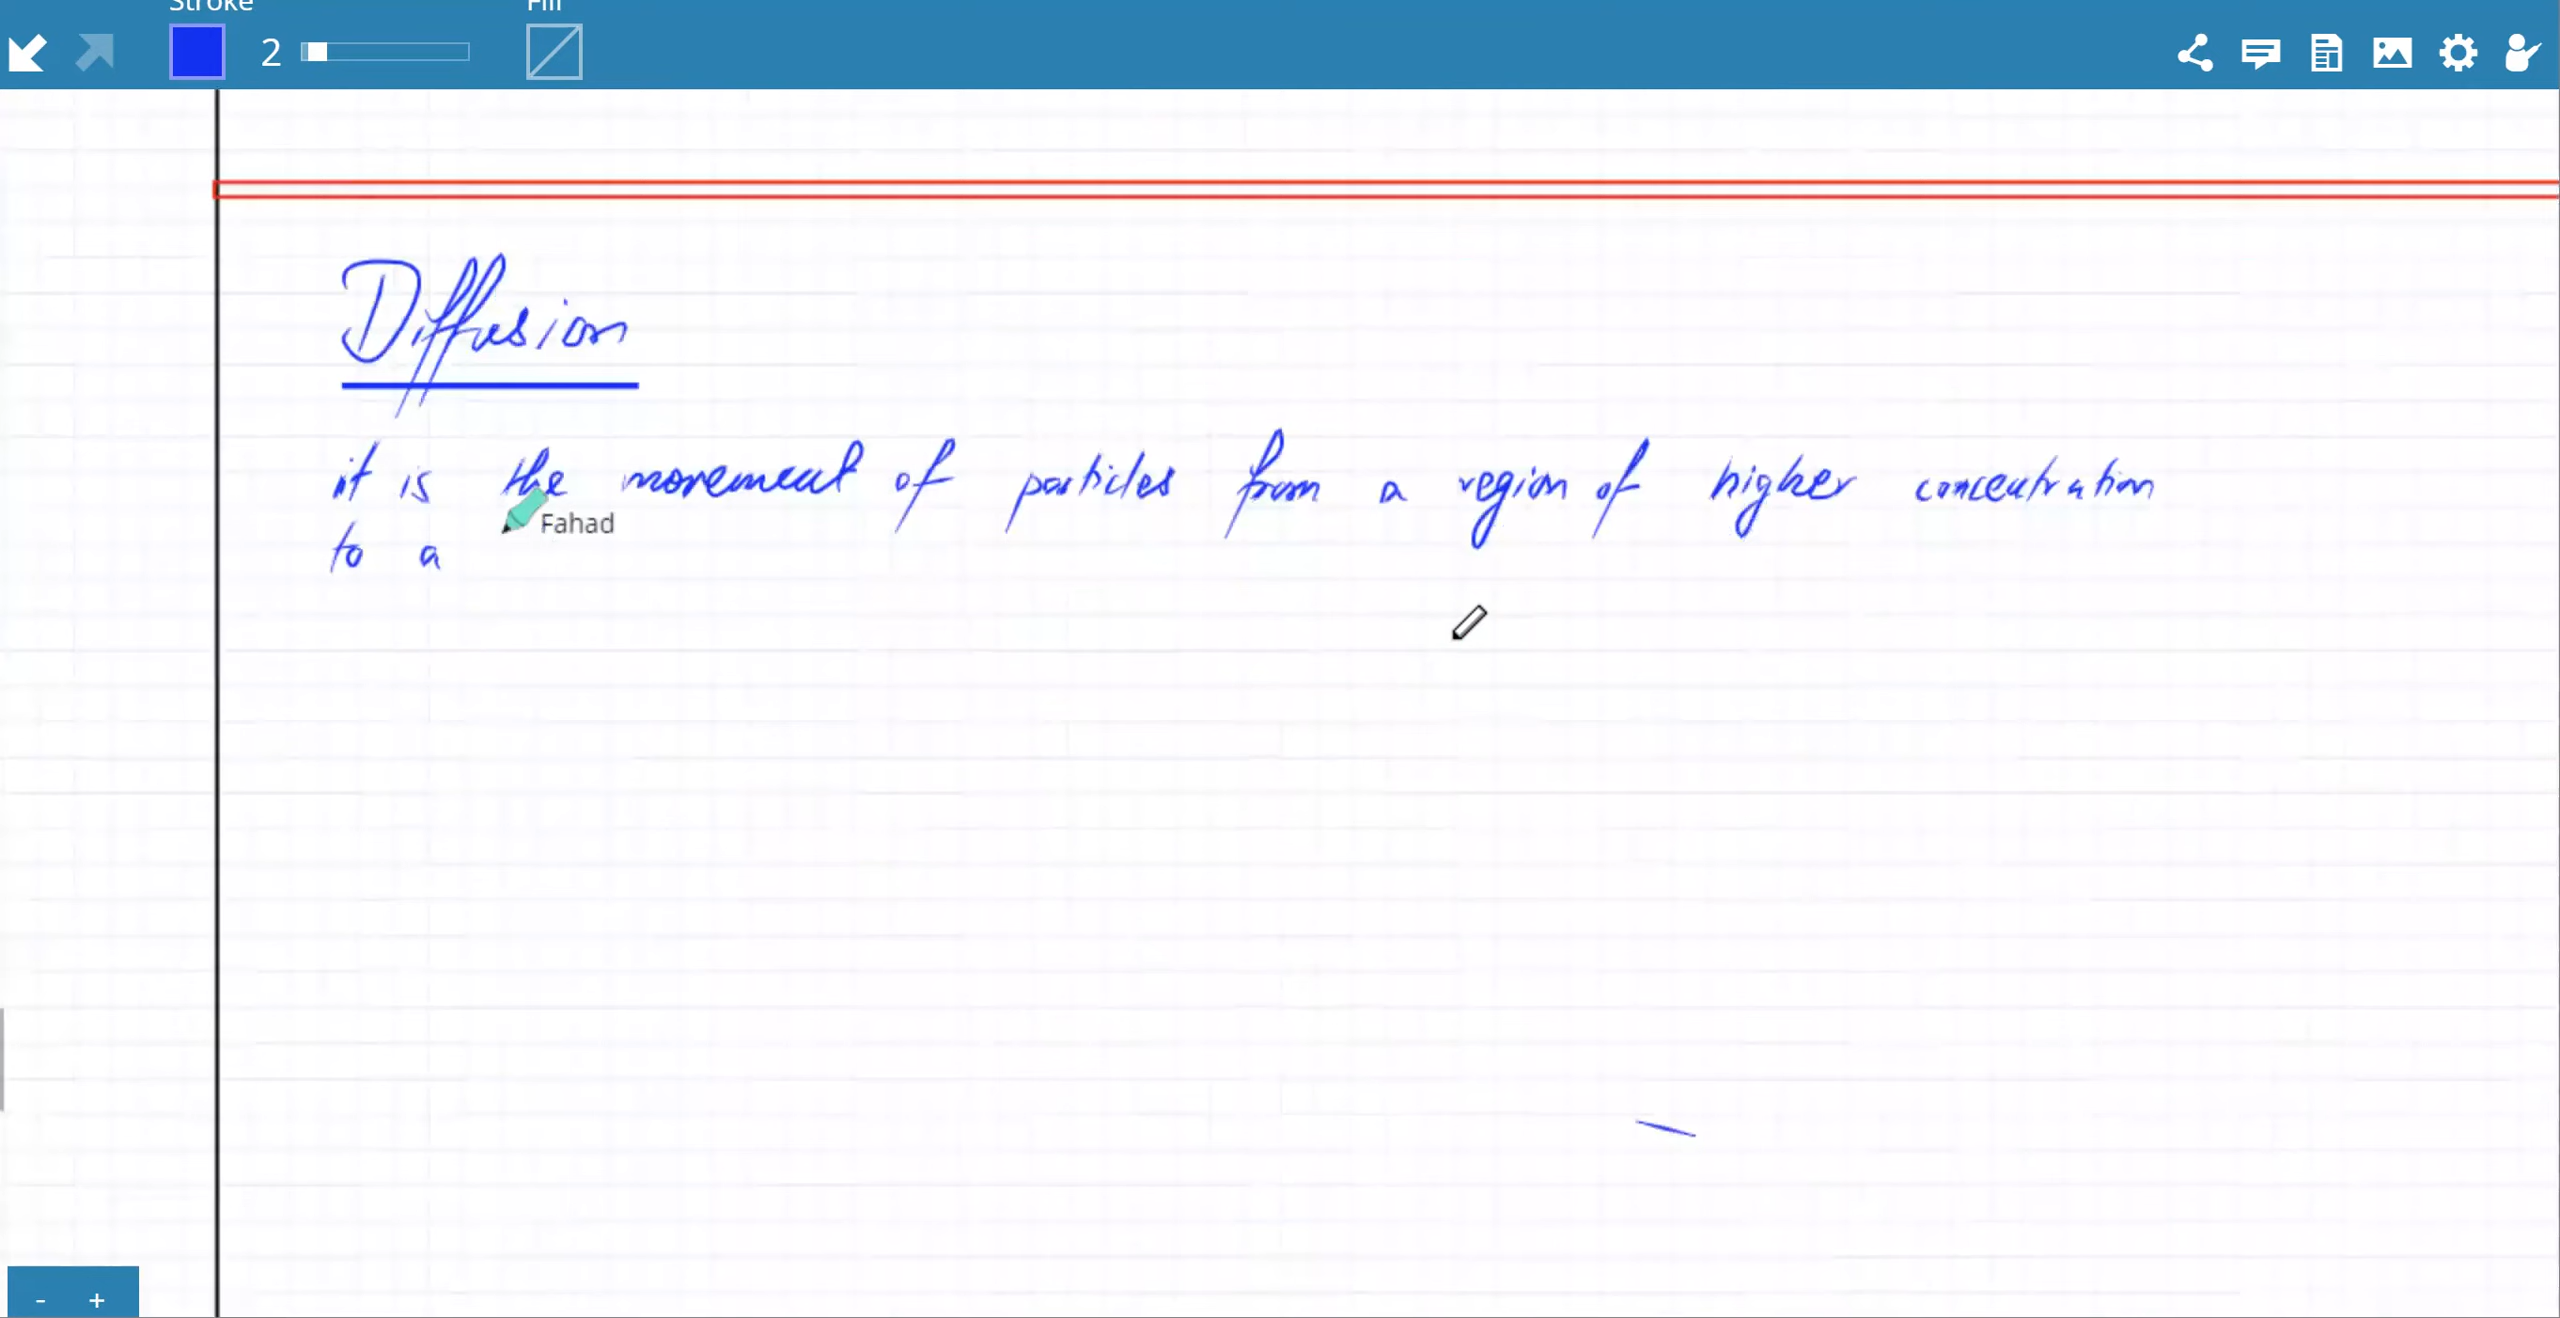 Stroke
Fill
2
Diffusion
it is the movement of particles from a region of higher concentration
Fahad
to a
- +